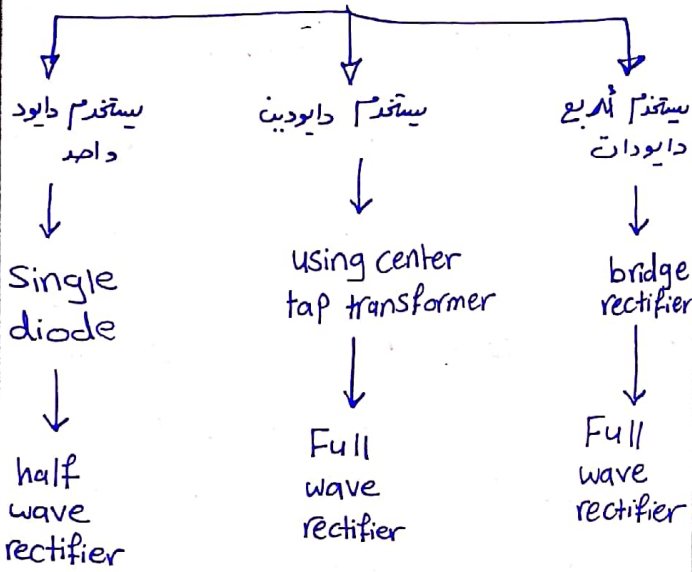 يستخدم دايود
واحد
Single
diode
half
wave
rectifier
يستخدم دايودين
using center
tap transformer
Full
wave
rectifier
يستخدم أربع
دايودات
bridge
rectifier
Full
wave
rectifier